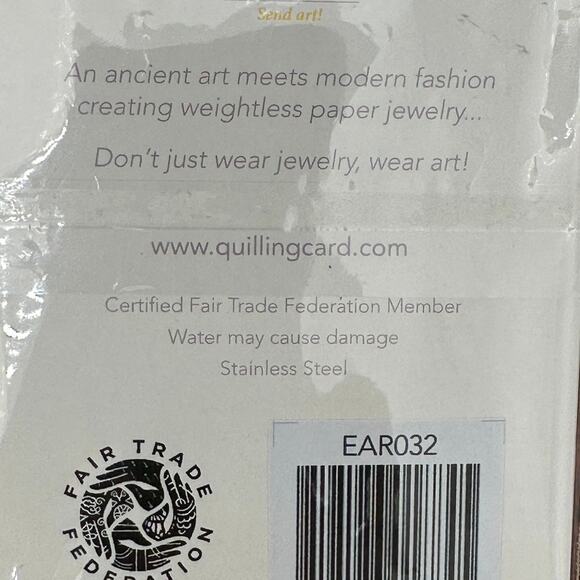 Send art!
An ancient art meets modern fashion
creating weightless paper jewelry...
Don't just wear jewelry, wear art!
www.quillingcard.com
Certified Fair Trade Federation Member
Water may cause damage
Stainless Steel
FAIR TRADE FEDERATION
EAR032